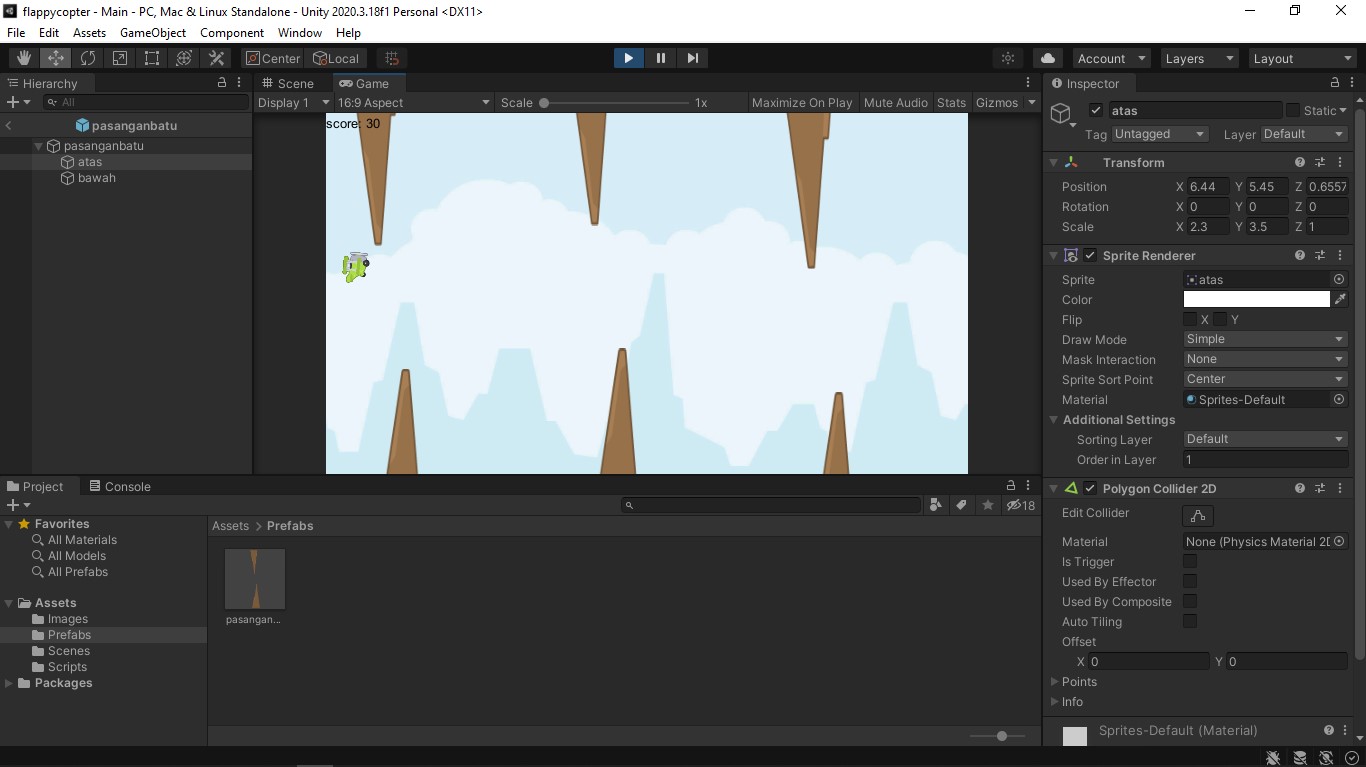 flappycopter - Main - PC, Mac & Linux Standalone - Unity 2020.3.18f1 Personal <DX11>
File Edit Assets GameObject Component Window Help
Center Local Account Layers Layout
Hierarchy
All
pasanganbatu
pasanganbatu
atas
bawah
Scene Game
Display 1 16:9 Aspect Scale 1x Maximize On Play Mute Audio Stats Gizmos
score: 30
Project Console
18
Favorites
All Materials
All Models
All Prefabs
Assets
Images
Prefabs
Scenes
Scripts
Packages
Assets > Prefabs
pasangan...
Inspector
atas Static
Tag Untagged Layer Default
Transform
Position X 6.44 Y 5.45 Z 0.6557
Rotation X 0 Y 0 Z 0
Scale X 2.3 Y 3.5 Z 1
Sprite Renderer
Sprite atas
Color
Flip X Y
Draw Mode Simple
Mask Interaction None
Sprite Sort Point Center
Material Sprites-Default
Additional Settings
Sorting Layer Default
Order in Layer 1
Polygon Collider 2D
Edit Collider
Material None (Physics Material 2D
Is Trigger
Used By Effector
Used By Composite
Auto Tiling
Offset
X 0 Y 0
Points
Info
Sprites-Default (Material)